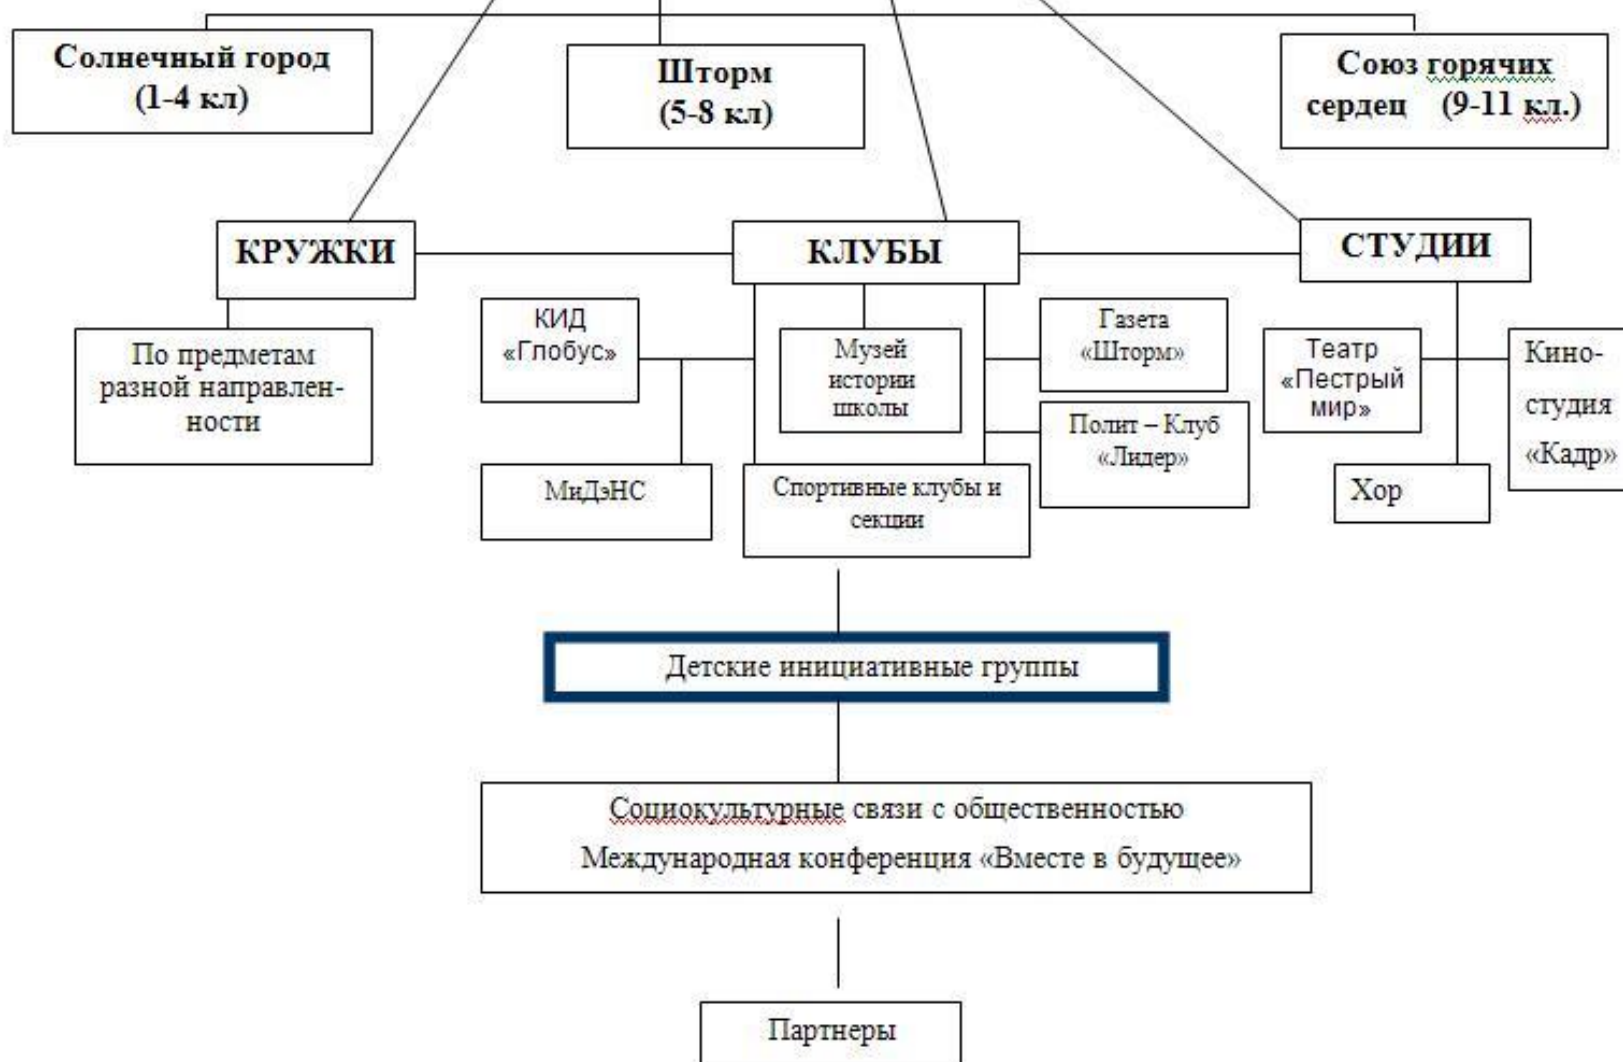 Солнечный город
(1-4 кл)
Шторм
(5-8 кл)
Союз горячих
сердец (9-11 кл.)
КРУЖКИ
КЛУБЫ
СТУДИИ
По предметам
разной направлен-
ности
КИД
«Глобус»
Музей
истории
школы
Газета
«Шторм»
Театр
«Пестрый
мир»
Кино-
студия
«Кадр»
Полит – Клуб
«Лидер»
МиДэНС
Спортивные клубы и
секции
Хор
Детские инициативные группы
Социокультурные связи с общественностью
Международная конференция «Вместе в будущее»
Партнеры